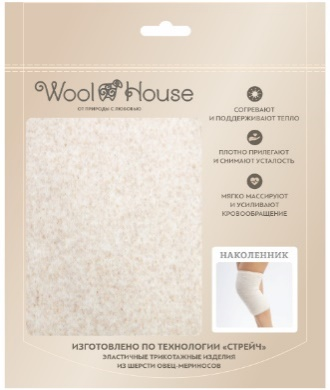 Wool House
ОТ ПРИРОДЫ С ЛЮБОВЬЮ
СОГРЕВАЮТ
И ПОДДЕРЖИВАЮТ ТЕПЛО
ПЛОТНО ПРИЛЕГАЮТ
И СНИМАЮТ УСТАЛОСТЬ
МЯГКО МАССИРУЮТ
И УСИЛИВАЮТ
КРОВООБРАЩЕНИЕ
НАКОЛЕННИК
ИЗГОТОВЛЕНО ПО ТЕХНОЛОГИИ «СТРЕЙЧ»
ЭЛАСТИЧНЫЕ ТРИКОТАЖНЫЕ ИЗДЕЛИЯ
ИЗ ШЕРСТИ ОВЕЦ-МЕРИНОСОВ